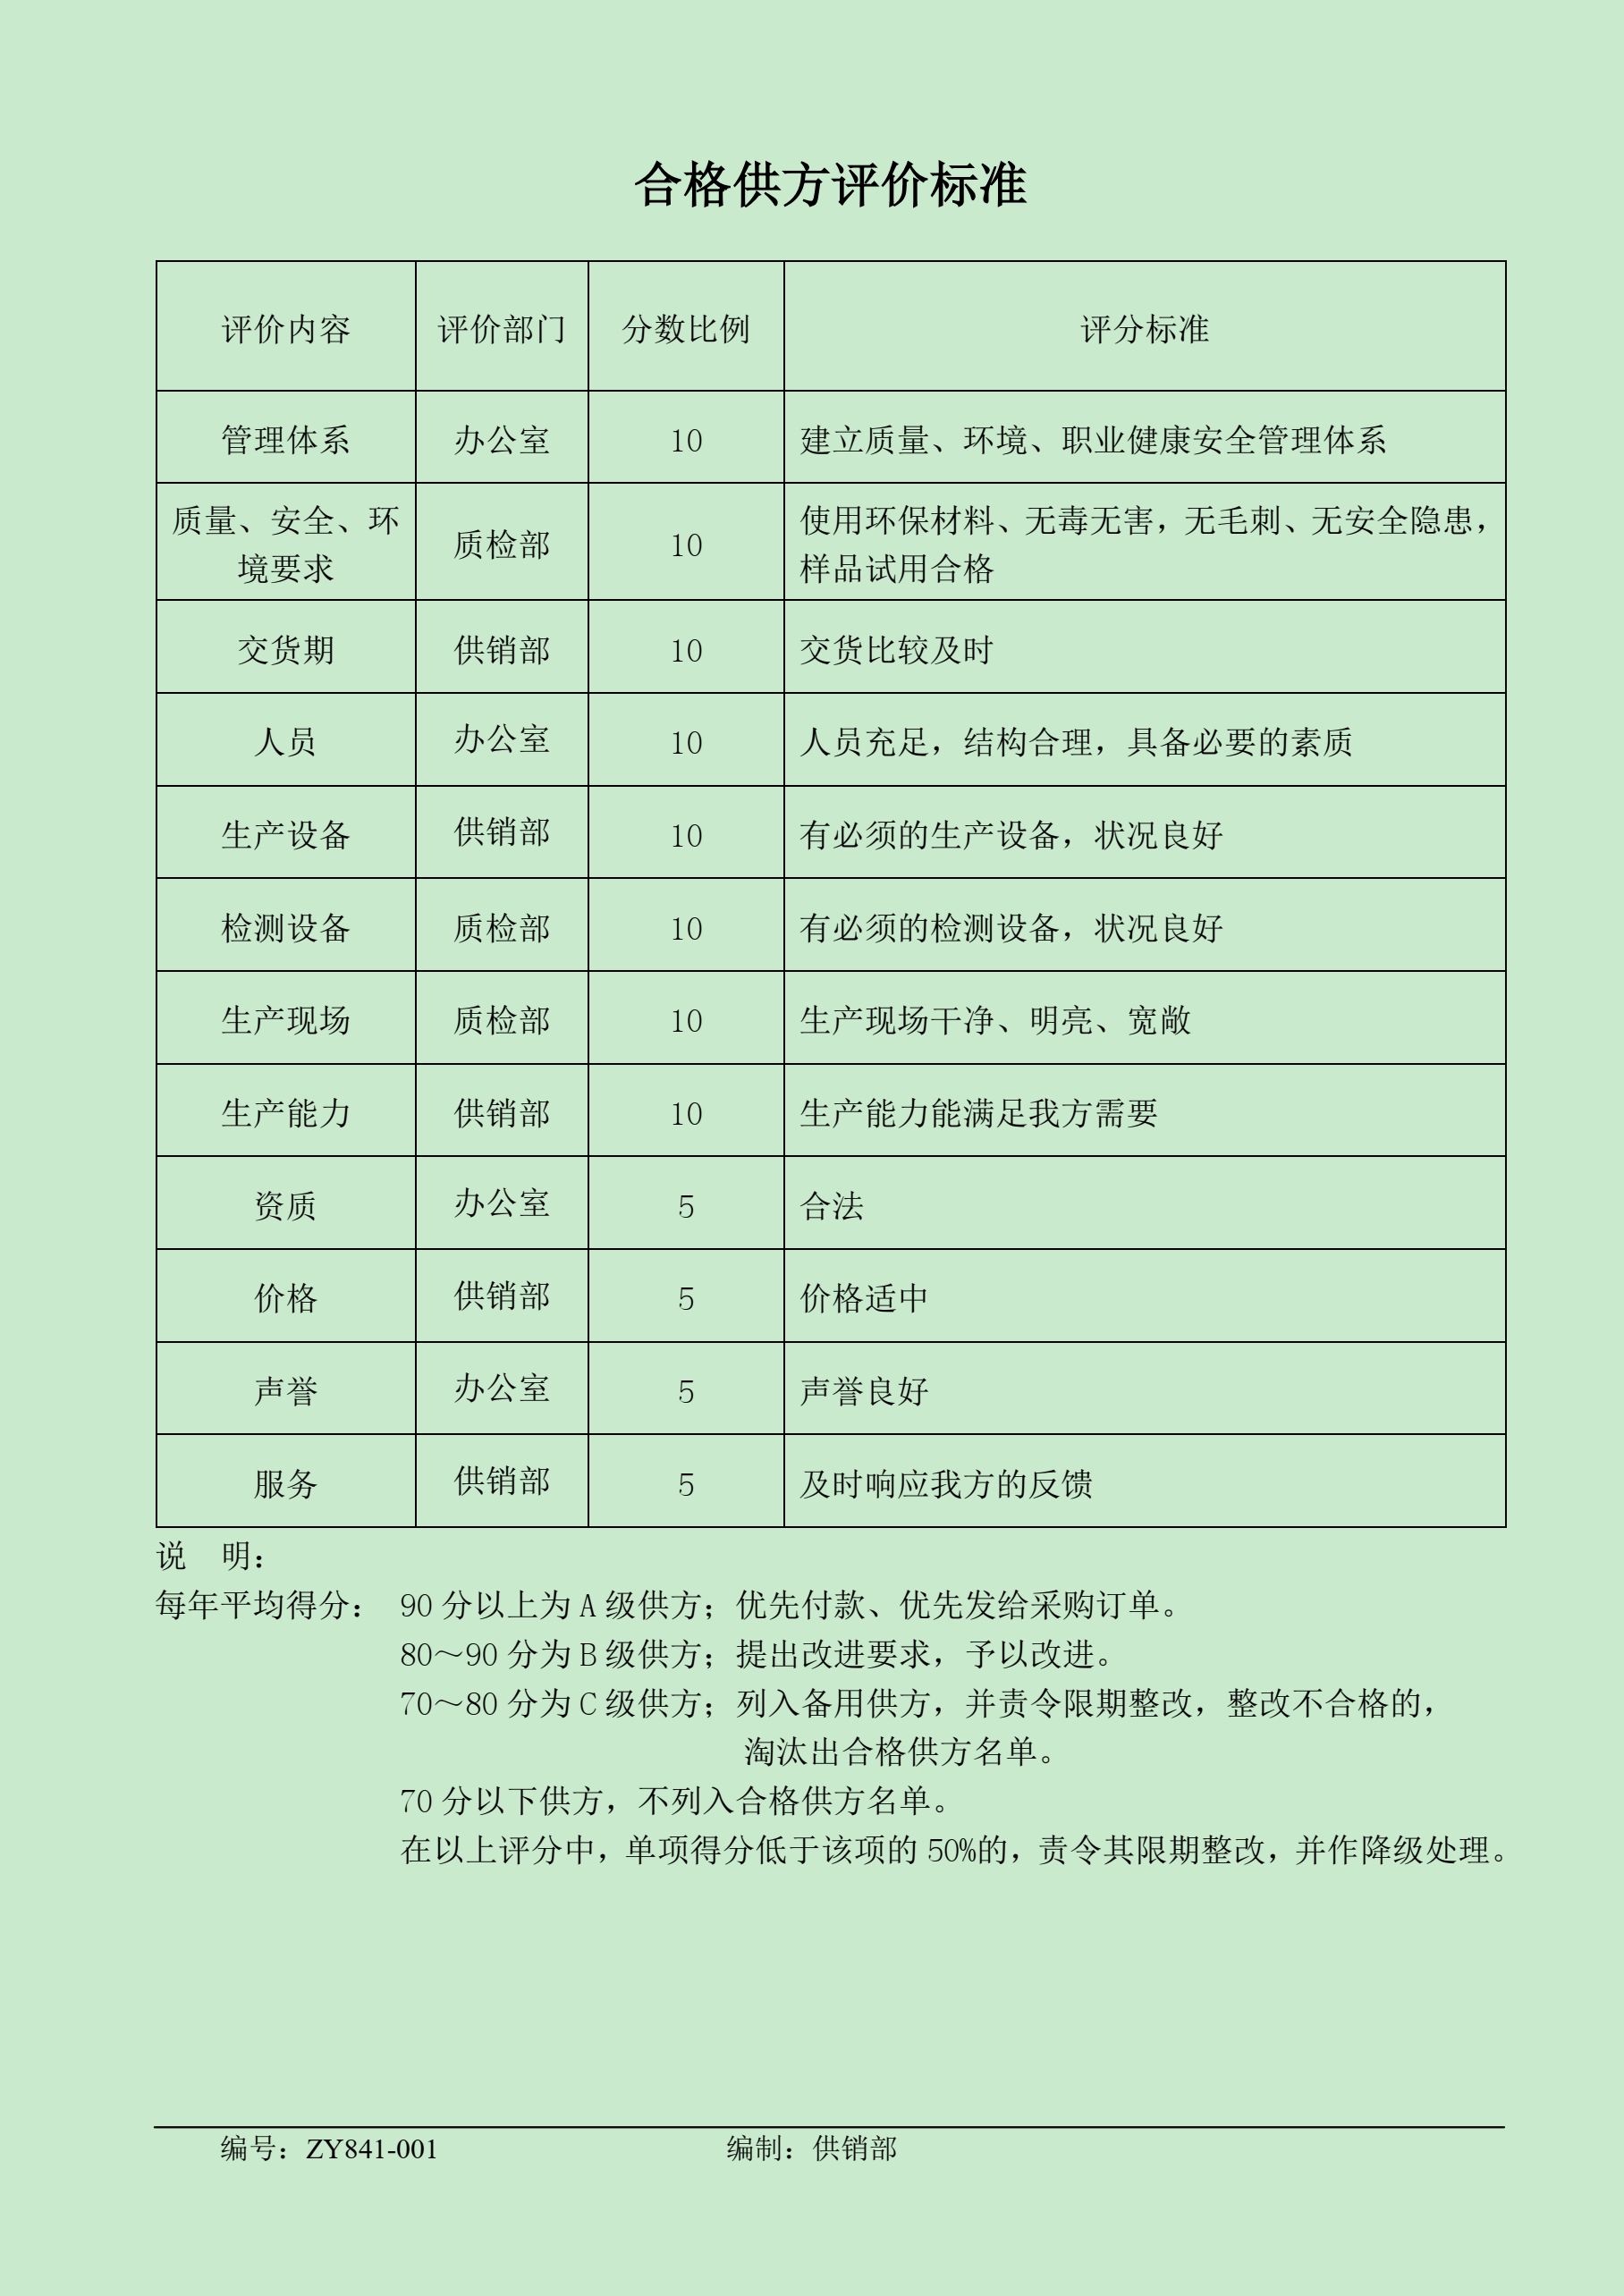 合格供方评价标准
评价内容 评价部门 分数比例 评分标准
管理体系 办公室 10 建立质量、环境、职业健康安全管理体系
质量、安全、环
境要求 质检部 10 使用环保材料、无毒无害，无毛刺、无安全隐患，
样品试用合格
交货期 供销部 10 交货比较及时
人员 办公室 10 人员充足，结构合理，具备必要的素质
生产设备 供销部 10 有必须的生产设备，状况良好
检测设备 质检部 10 有必须的检测设备，状况良好
生产现场 质检部 10 生产现场干净、明亮、宽敞
生产能力 供销部 10 生产能力能满足我方需要
资质 办公室 5 合法
价格 供销部 5 价格适中
声誉 办公室 5 声誉良好
服务 供销部 5 及时响应我方的反馈
说 明：
每年平均得分： 90 分以上为 A 级供方；优先付款、优先发给采购订单。
80～90 分为 B 级供方；提出改进要求，予以改进。
70～80 分为 C 级供方；列入备用供方，并责令限期整改，整改不合格的，
淘汰出合格供方名单。
70 分以下供方，不列入合格供方名单。
在以上评分中，单项得分低于该项的 50%的，责令其限期整改，并作降级处理。
编号：ZY841-001 编制：供销部